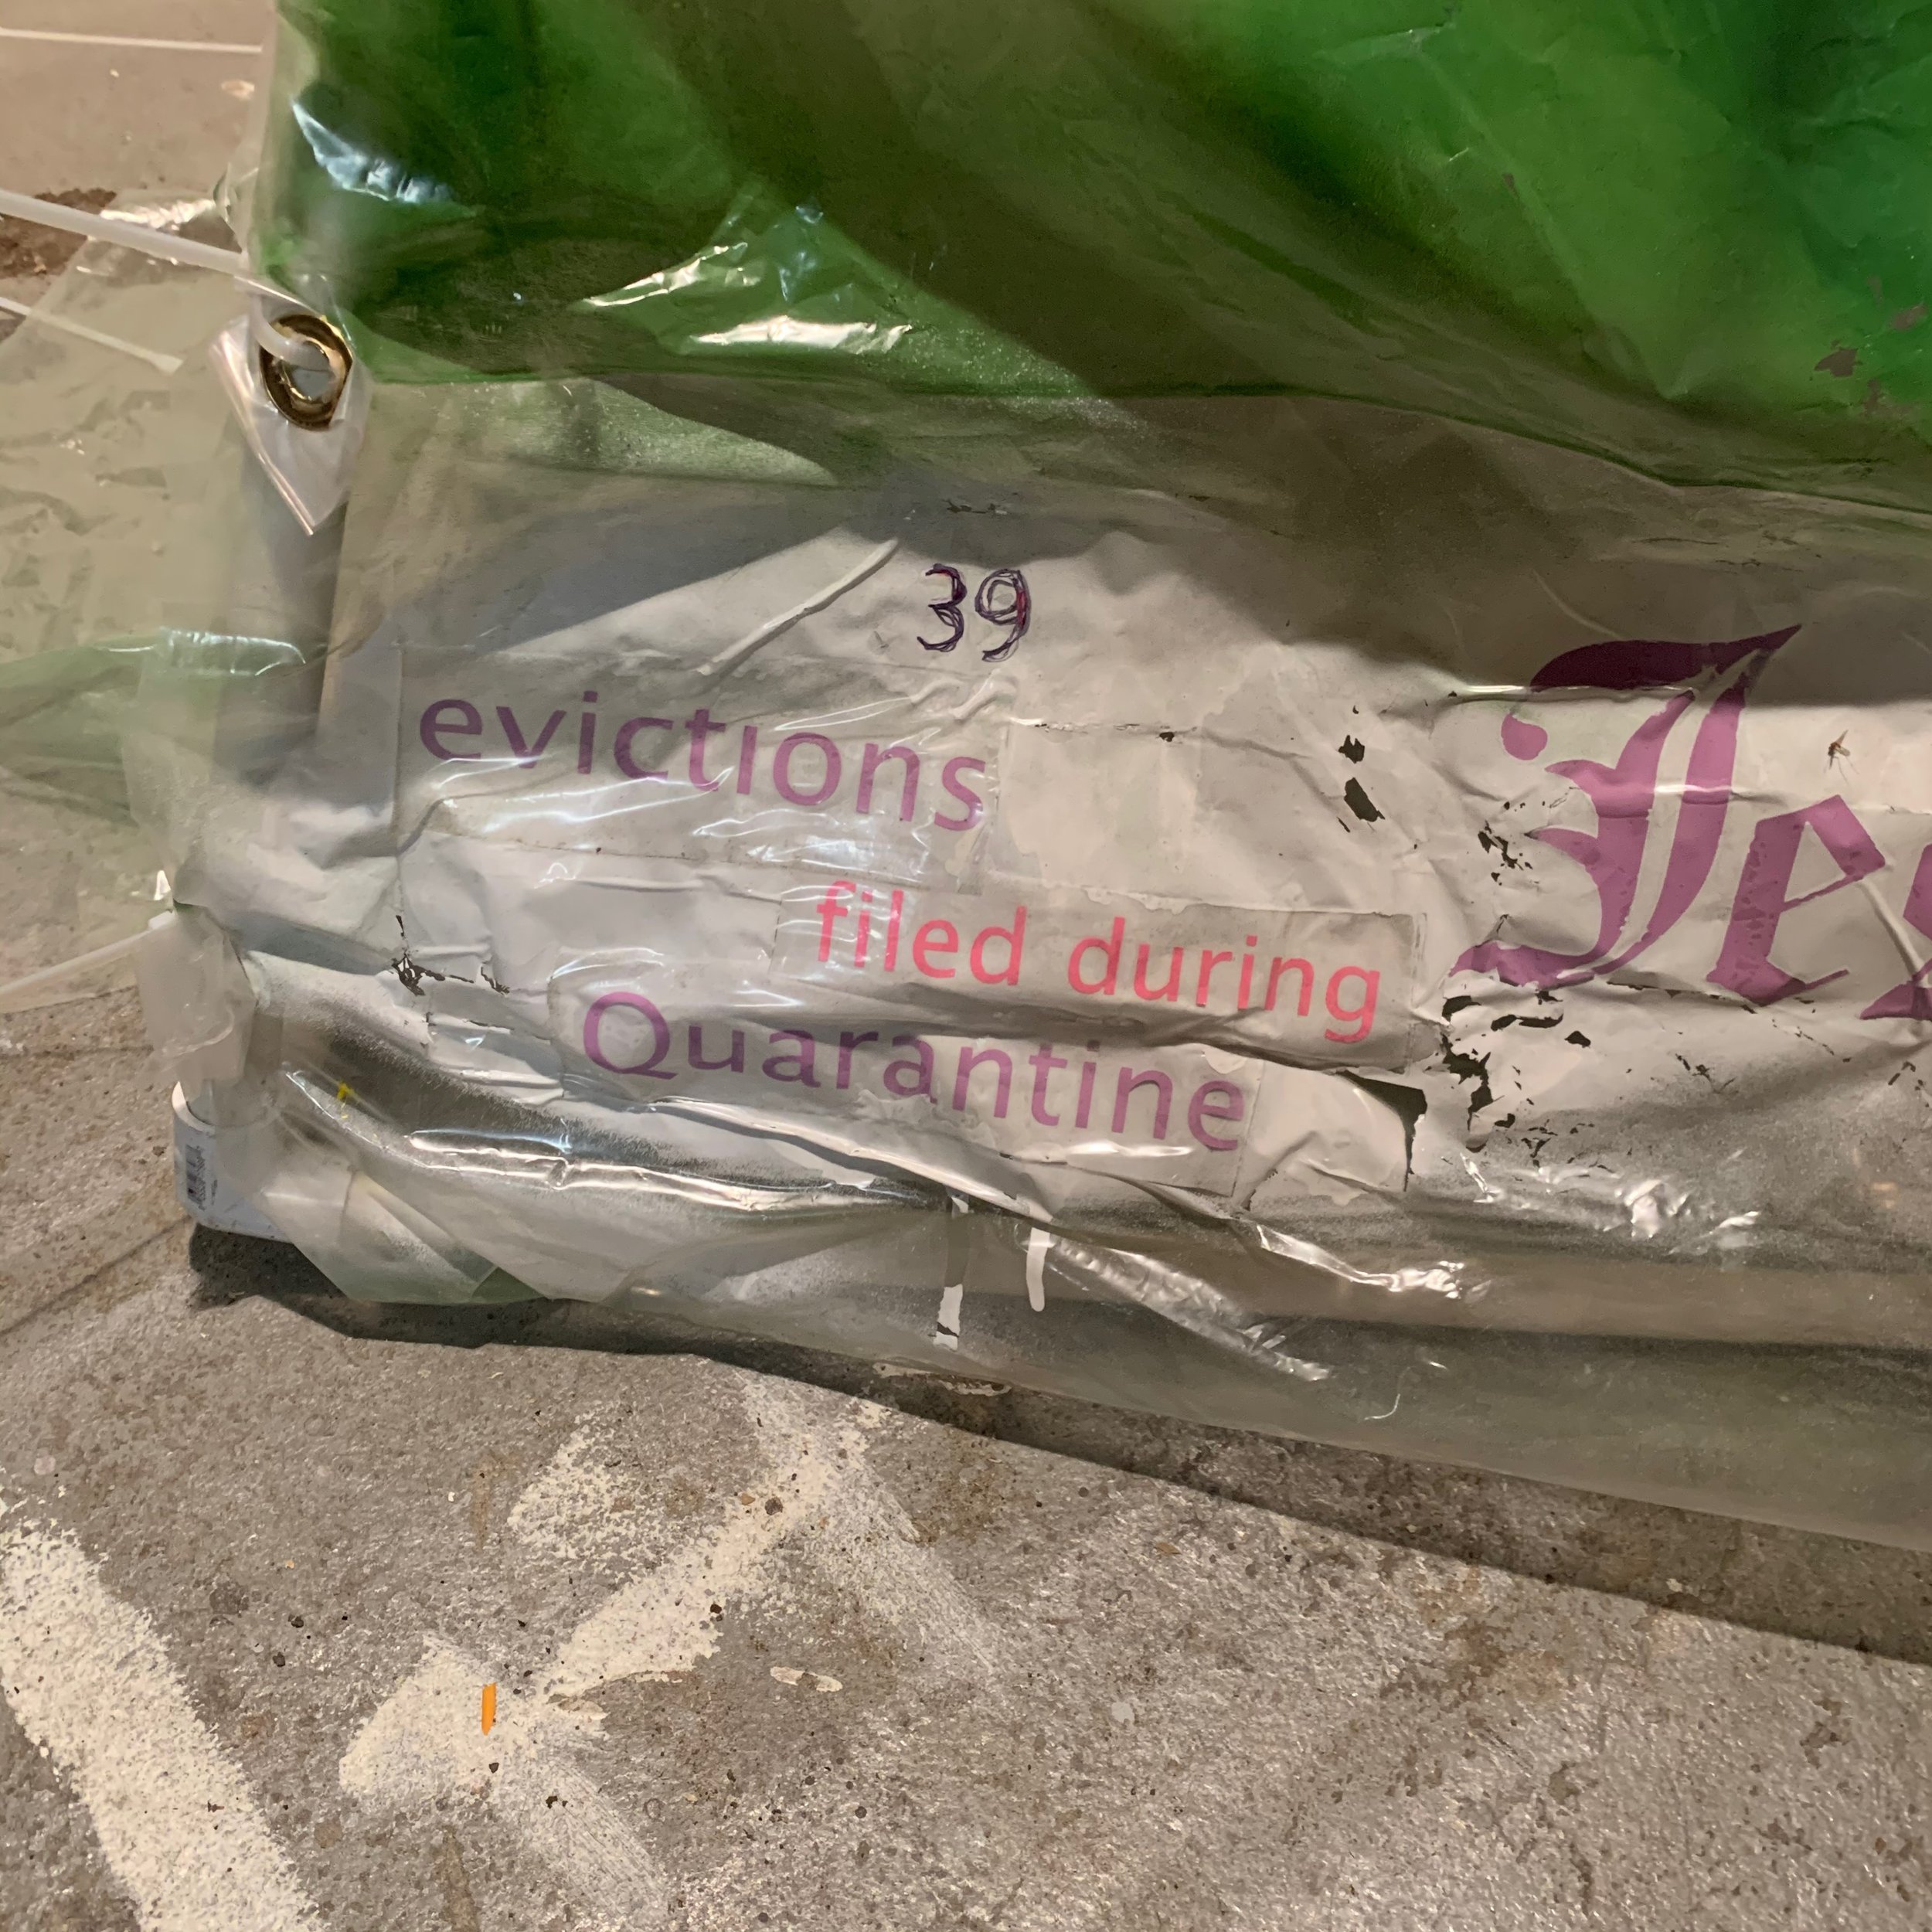 39
evictions
filed during
Quarantine